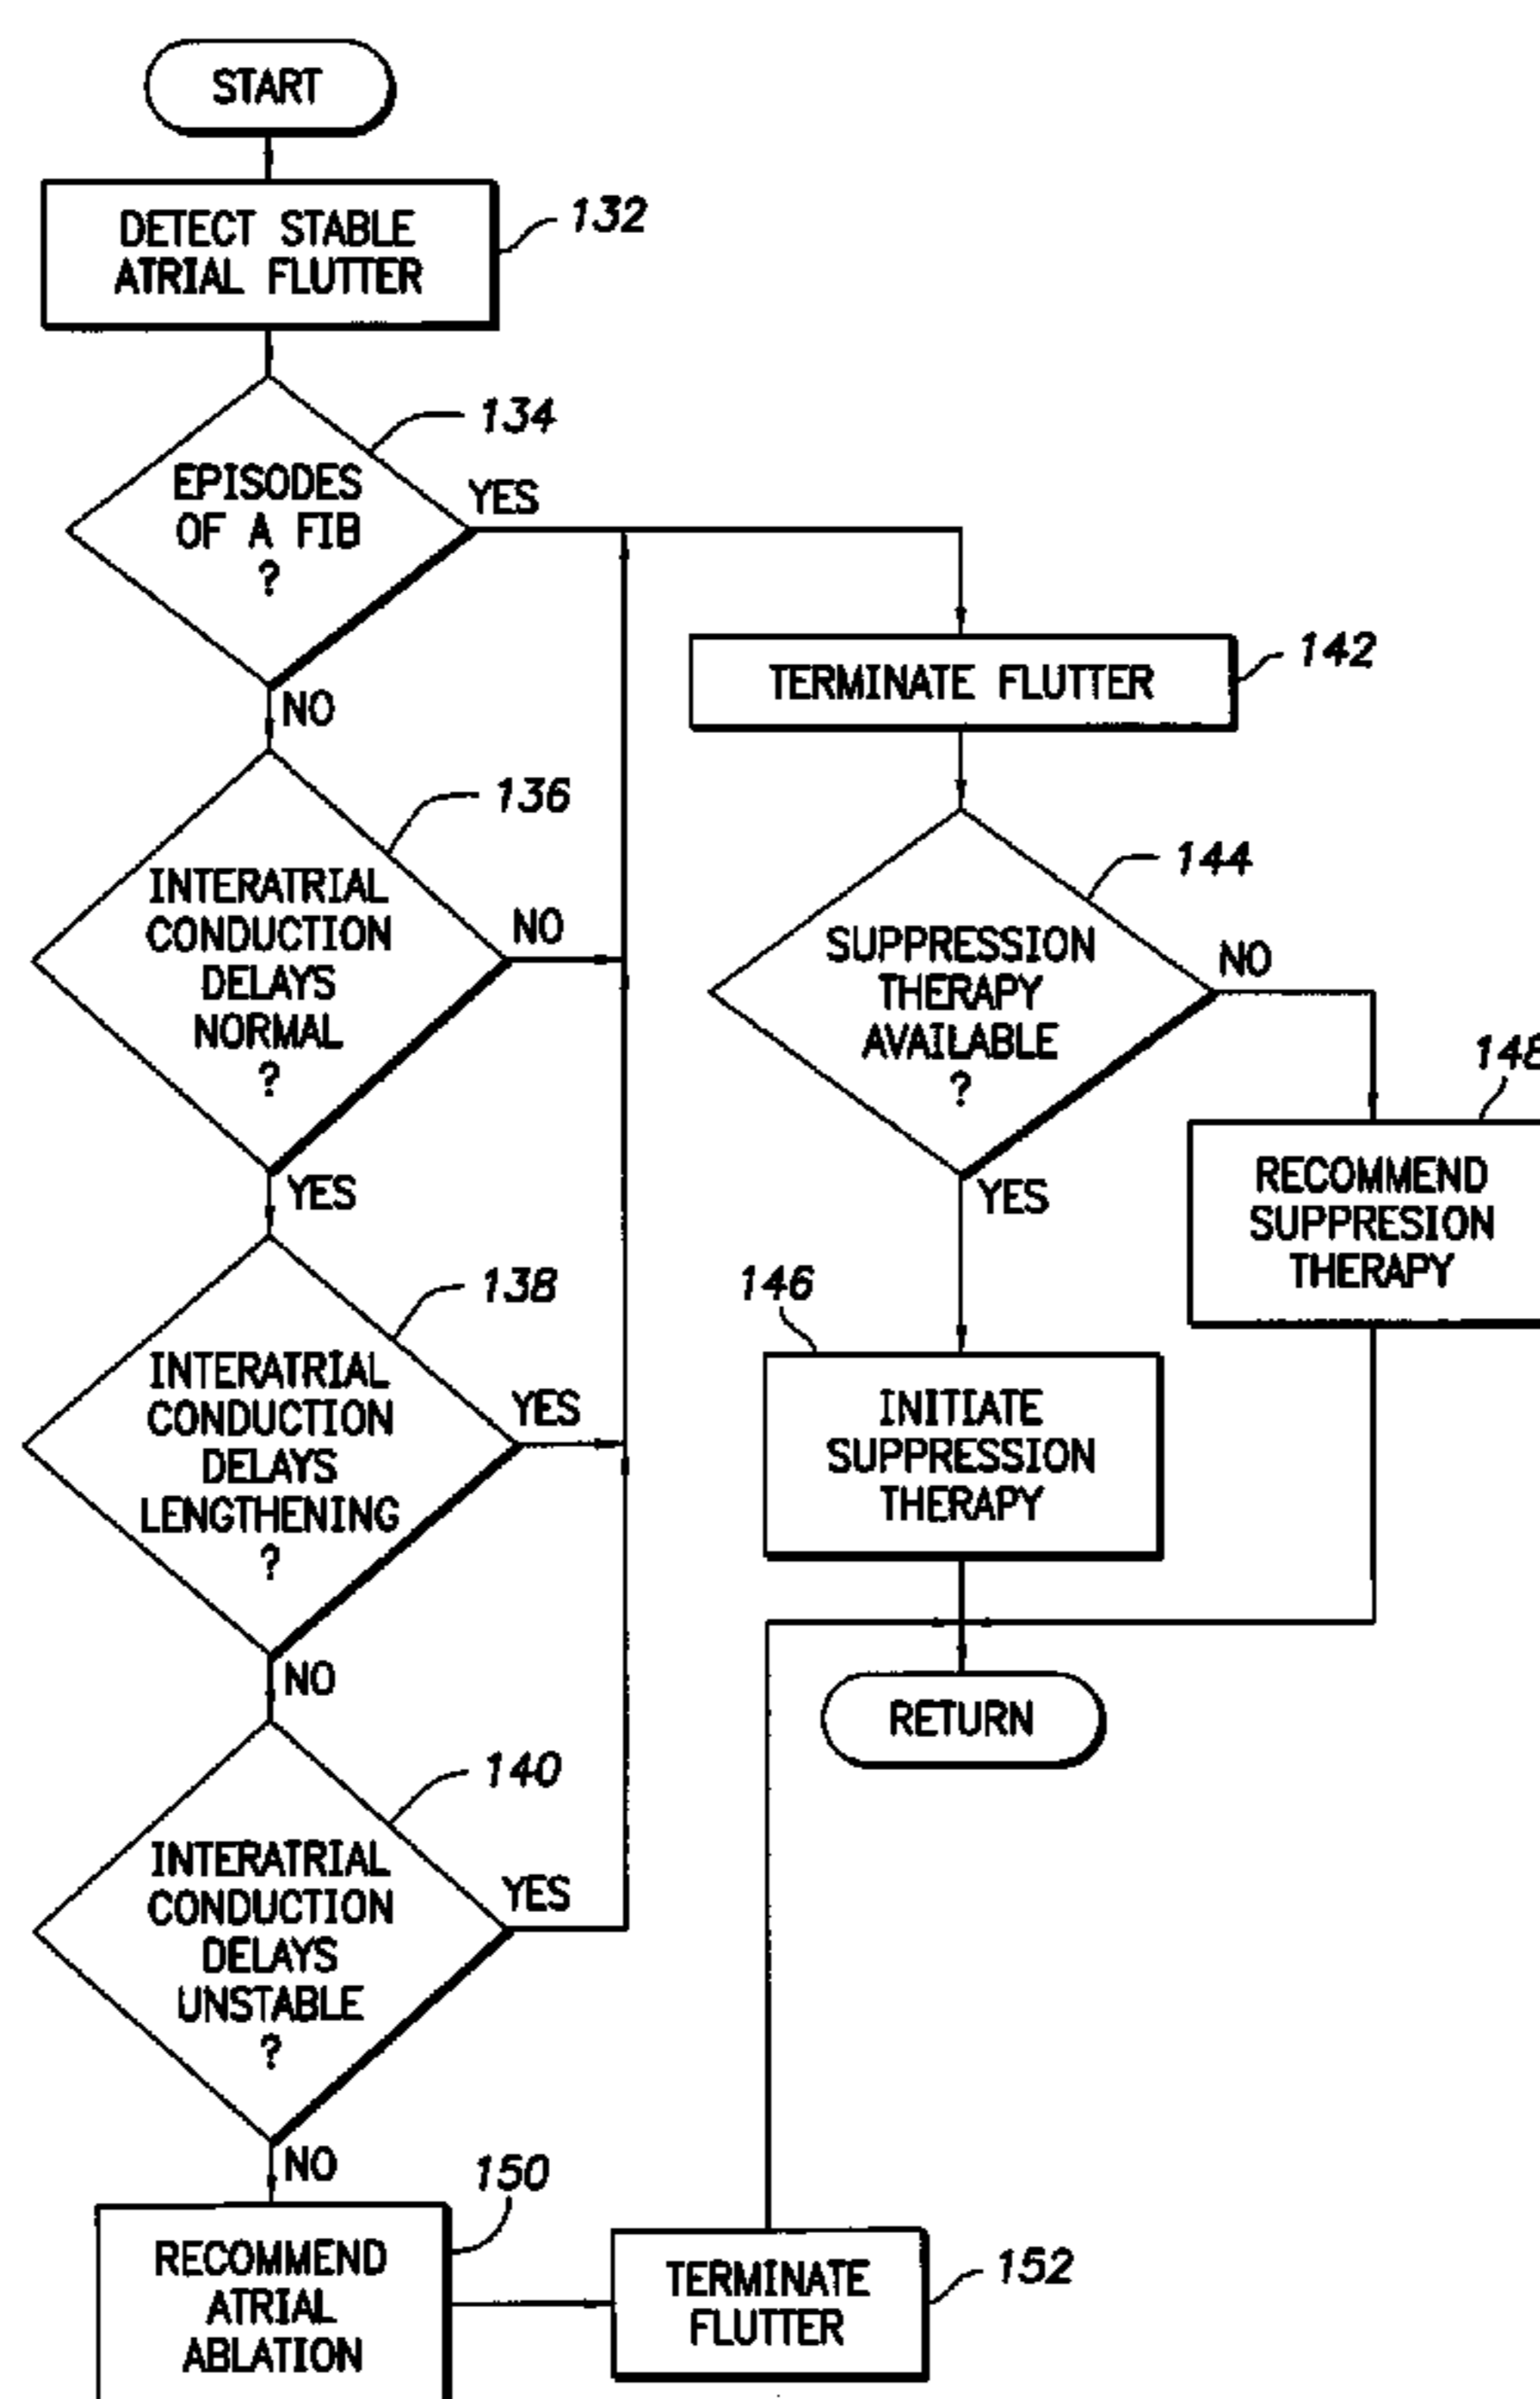 START
DETECT STABLE
ATRIAL FLUTTER
132
EPISODES
OF A FIB
?
134
YES
NO
TERMINATE FLUTTER
142
INTERATRIAL
CONDUCTION
DELAYS
NORMAL
?
136
NO
YES
SUPPRESSION
THERAPY
AVAILABLE
?
144
NO
YES
148
RECOMMEND
SUPPRESION
THERAPY
INTERATRIAL
CONDUCTION
DELAYS
LENGTHENING
?
138
YES
NO
146
INITIATE
SUPPRESSION
THERAPY
RETURN
INTERATRIAL
CONDUCTION
DELAYS
UNSTABLE
?
140
YES
NO
150
RECOMMEND
ATRIAL
ABLATION
TERMINATE
FLUTTER
152